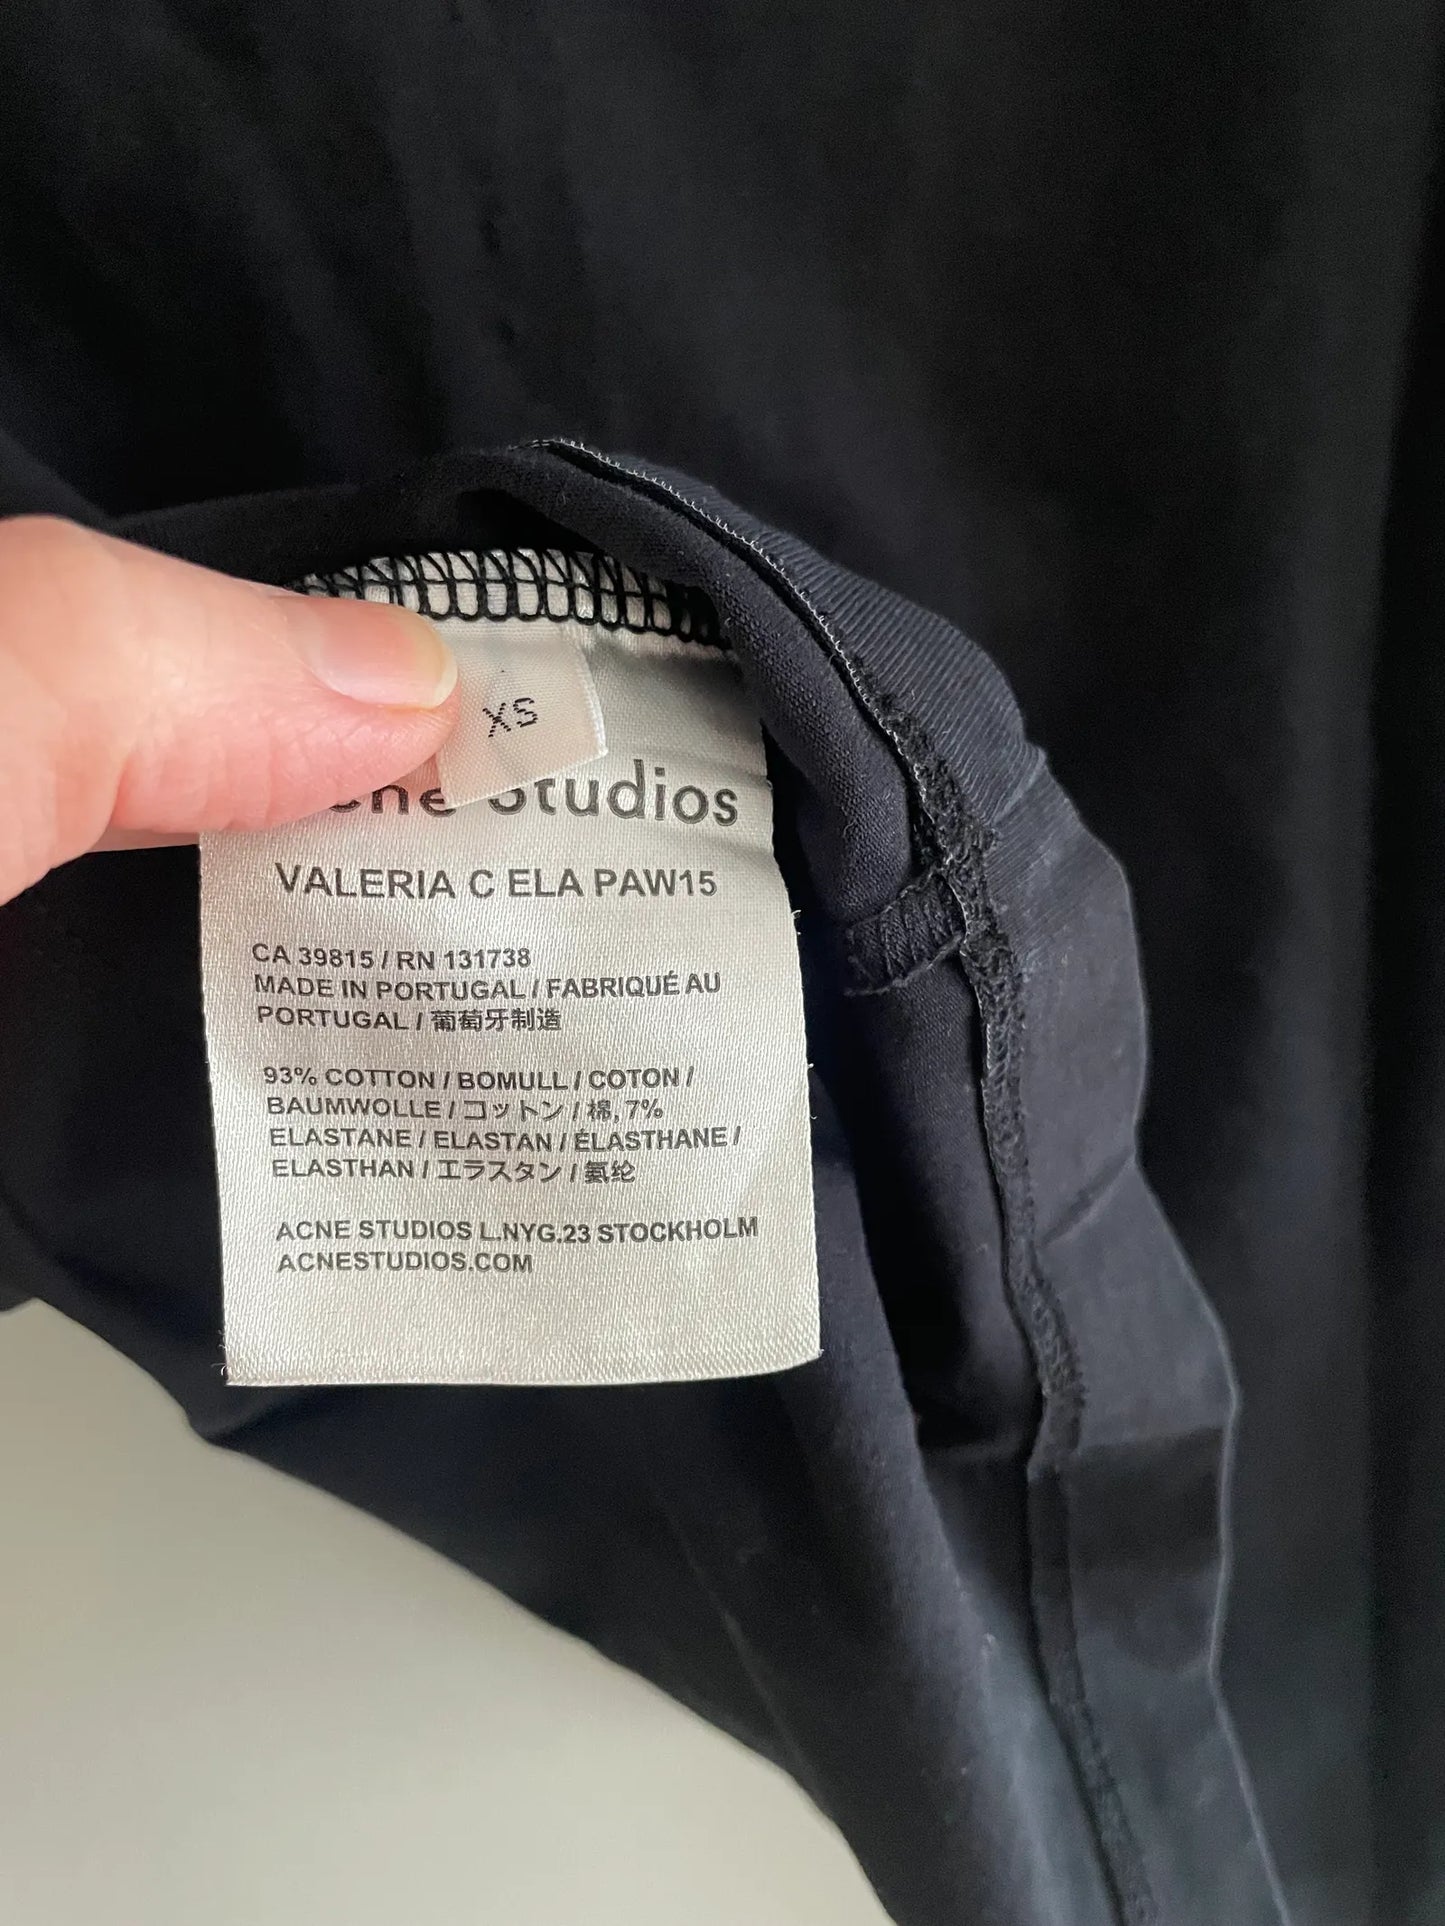 XS
Studios
VALERIA C ELA PAW15
CA 39815 / RN 131738
MADE IN PORTUGAL / FABRIQUÉ AU
PORTUGAL / 葡萄牙制造
93% COTTON / BOMULL / COTON /
BAUMWOLLE / コットン / 棉, 7%
ELASTANE / ELASTAN / ÉLASTHANE /
ELASTHAN / エラスタン / 氨纶
ACNE STUDIOS L.NYG.23 STOCKHOLM
ACNESTUDIOS.COM